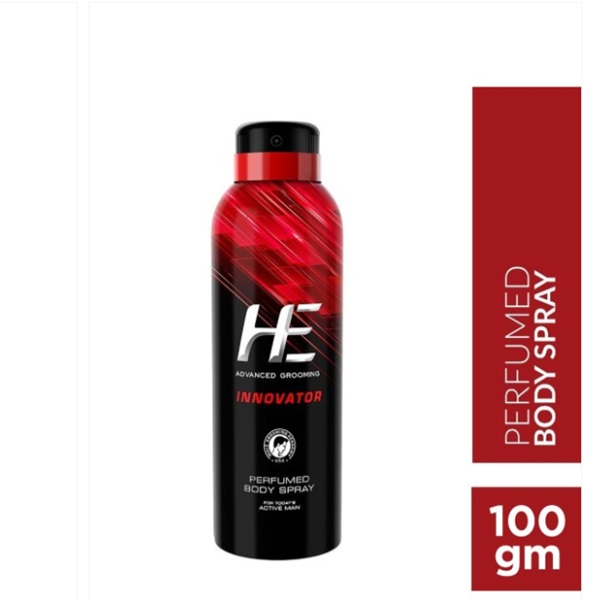 HE
ADVANCED GROOMING
INNOVATOR
PERFUMED
BODY SPRAY
FOR TODAY'S
ACTIVE MAN
PERFUMED
BODY SPRAY
100
gm